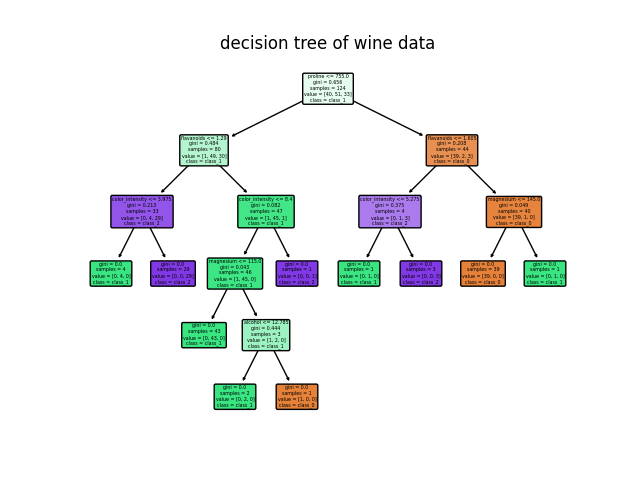 decision tree of wine data
proline <= 755.0
gini = 0.656
samples = 124
value = [40, 51, 33]
class = class_1
flavanoids <= 1.29
gini = 0.484
samples = 80
value = [1, 49, 30]
class = class_1
flavanoids <= 1.605
gini = 0.208
samples = 44
value = [39, 2, 3]
class = class_0
color_intensity <= 3.975
gini = 0.213
samples = 33
value = [0, 4, 29]
class = class_2
color_intensity <= 8.4
gini = 0.082
samples = 47
value = [1, 45, 1]
class = class_1
color_intensity <= 5.275
gini = 0.375
samples = 4
value = [0, 1, 3]
class = class_2
magnesium <= 145.0
gini = 0.049
samples = 40
value = [39, 1, 0]
class = class_0
gini = 0.0
samples = 4
value = [0, 4, 0]
class = class_1
gini = 0.0
samples = 29
value = [0, 0, 29]
class = class_2
magnesium <= 115.0
gini = 0.043
samples = 46
value = [1, 45, 0]
class = class_1
gini = 0.0
samples = 1
value = [0, 0, 1]
class = class_2
gini = 0.0
samples = 1
value = [0, 1, 0]
class = class_1
gini = 0.0
samples = 3
value = [0, 0, 3]
class = class_2
gini = 0.0
samples = 39
value = [39, 0, 0]
class = class_0
gini = 0.0
samples = 1
value = [0, 1, 0]
class = class_1
gini = 0.0
samples = 43
value = [0, 43, 0]
class = class_1
alcohol <= 12.785
gini = 0.444
samples = 3
value = [1, 2, 0]
class = class_1
gini = 0.0
samples = 2
value = [0, 2, 0]
class = class_1
gini = 0.0
samples = 1
value = [1, 0, 0]
class = class_0